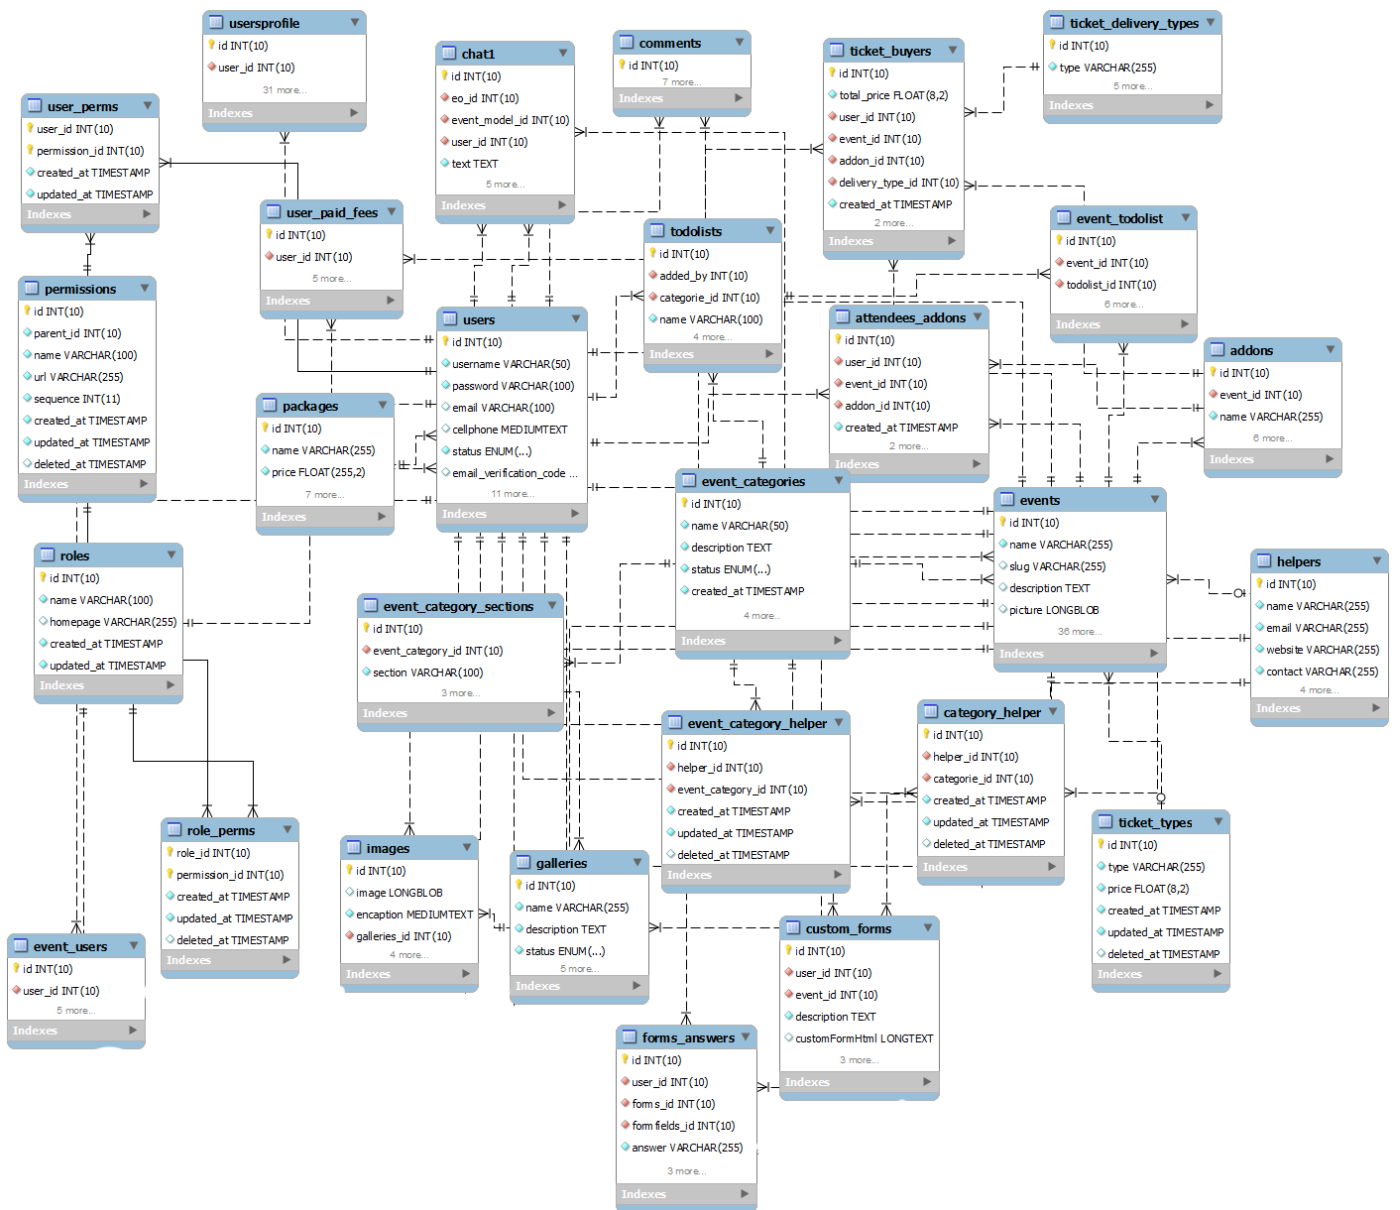 usersprofile
id INT(10)
user_id INT(10)
31 more...
Indexes
chat1
id INT(10)
eo_id INT(10)
event_model_id INT(10)
user_id INT(10)
text TEXT
5 more...
Indexes
comments
id INT(10)
7 more...
Indexes
ticket_buyers
id INT(10)
total_price FLOAT(8,2)
user_id INT(10)
event_id INT(10)
addon_id INT(10)
delivery_type_id INT(10)
created_at TIMESTAMP
2 more...
Indexes
ticket_delivery_types
id INT(10)
type VARCHAR(255)
5 more...
Indexes
user_perms
user_id INT(10)
permission_id INT(10)
created_at TIMESTAMP
updated_at TIMESTAMP
Indexes
user_paid_fees
id INT(10)
user_id INT(10)
5 more...
Indexes
todolists
id INT(10)
added_by INT(10)
categorie_id INT(10)
name VARCHAR(100)
4 more...
Indexes
event_todolist
id INT(10)
event_id INT(10)
todolist_id INT(10)
6 more...
Indexes
permissions
id INT(10)
parent_id INT(10)
name VARCHAR(100)
url VARCHAR(255)
sequence INT(11)
created_at TIMESTAMP
updated_at TIMESTAMP
deleted_at TIMESTAMP
Indexes
users
id INT(10)
username VARCHAR(50)
password VARCHAR(100)
email VARCHAR(100)
cellphone MEDIUMTEXT
status ENUM(...)
email_verification_code ...
11 more...
Indexes
attendees_addons
id INT(10)
user_id INT(10)
event_id INT(10)
addon_id INT(10)
created_at TIMESTAMP
2 more...
Indexes
addons
id INT(10)
event_id INT(10)
name VARCHAR(255)
6 more...
Indexes
packages
id INT(10)
name VARCHAR(255)
price FLOAT(255,2)
7 more...
Indexes
event_categories
id INT(10)
name VARCHAR(50)
description TEXT
status ENUM(...)
created_at TIMESTAMP
4 more...
Indexes
events
id INT(10)
name VARCHAR(255)
slug VARCHAR(255)
description TEXT
picture LONGBLOB
36 more...
Indexes
roles
id INT(10)
name VARCHAR(100)
homepage VARCHAR(255)
created_at TIMESTAMP
updated_at TIMESTAMP
Indexes
helpers
id INT(10)
name VARCHAR(255)
email VARCHAR(255)
website VARCHAR(255)
contact VARCHAR(255)
4 more...
Indexes
event_category_sections
id INT(10)
event_category_id INT(10)
section VARCHAR(100)
3 more...
Indexes
event_category_helper
id INT(10)
helper_id INT(10)
event_category_id INT(10)
created_at TIMESTAMP
updated_at TIMESTAMP
deleted_at TIMESTAMP
Indexes
category_helper
id INT(10)
helper_id INT(10)
categorie_id INT(10)
created_at TIMESTAMP
updated_at TIMESTAMP
deleted_at TIMESTAMP
Indexes
role_perms
role_id INT(10)
permission_id INT(10)
created_at TIMESTAMP
updated_at TIMESTAMP
deleted_at TIMESTAMP
Indexes
images
id INT(10)
image LONGBLOB
encaption MEDIUMTEXT
galleries_id INT(10)
4 more...
Indexes
galleries
id INT(10)
name VARCHAR(255)
description TEXT
status ENUM(...)
5 more...
Indexes
ticket_types
id INT(10)
type VARCHAR(255)
price FLOAT(8,2)
created_at TIMESTAMP
updated_at TIMESTAMP
deleted_at TIMESTAMP
Indexes
event_users
id INT(10)
user_id INT(10)
5 more...
Indexes
custom_forms
id INT(10)
user_id INT(10)
event_id INT(10)
description TEXT
customFormHtml LONGTEXT
3 more...
Indexes
forms_answers
id INT(10)
user_id INT(10)
forms_id INT(10)
formfields_id INT(10)
answer VARCHAR(255)
3 more...
Indexes